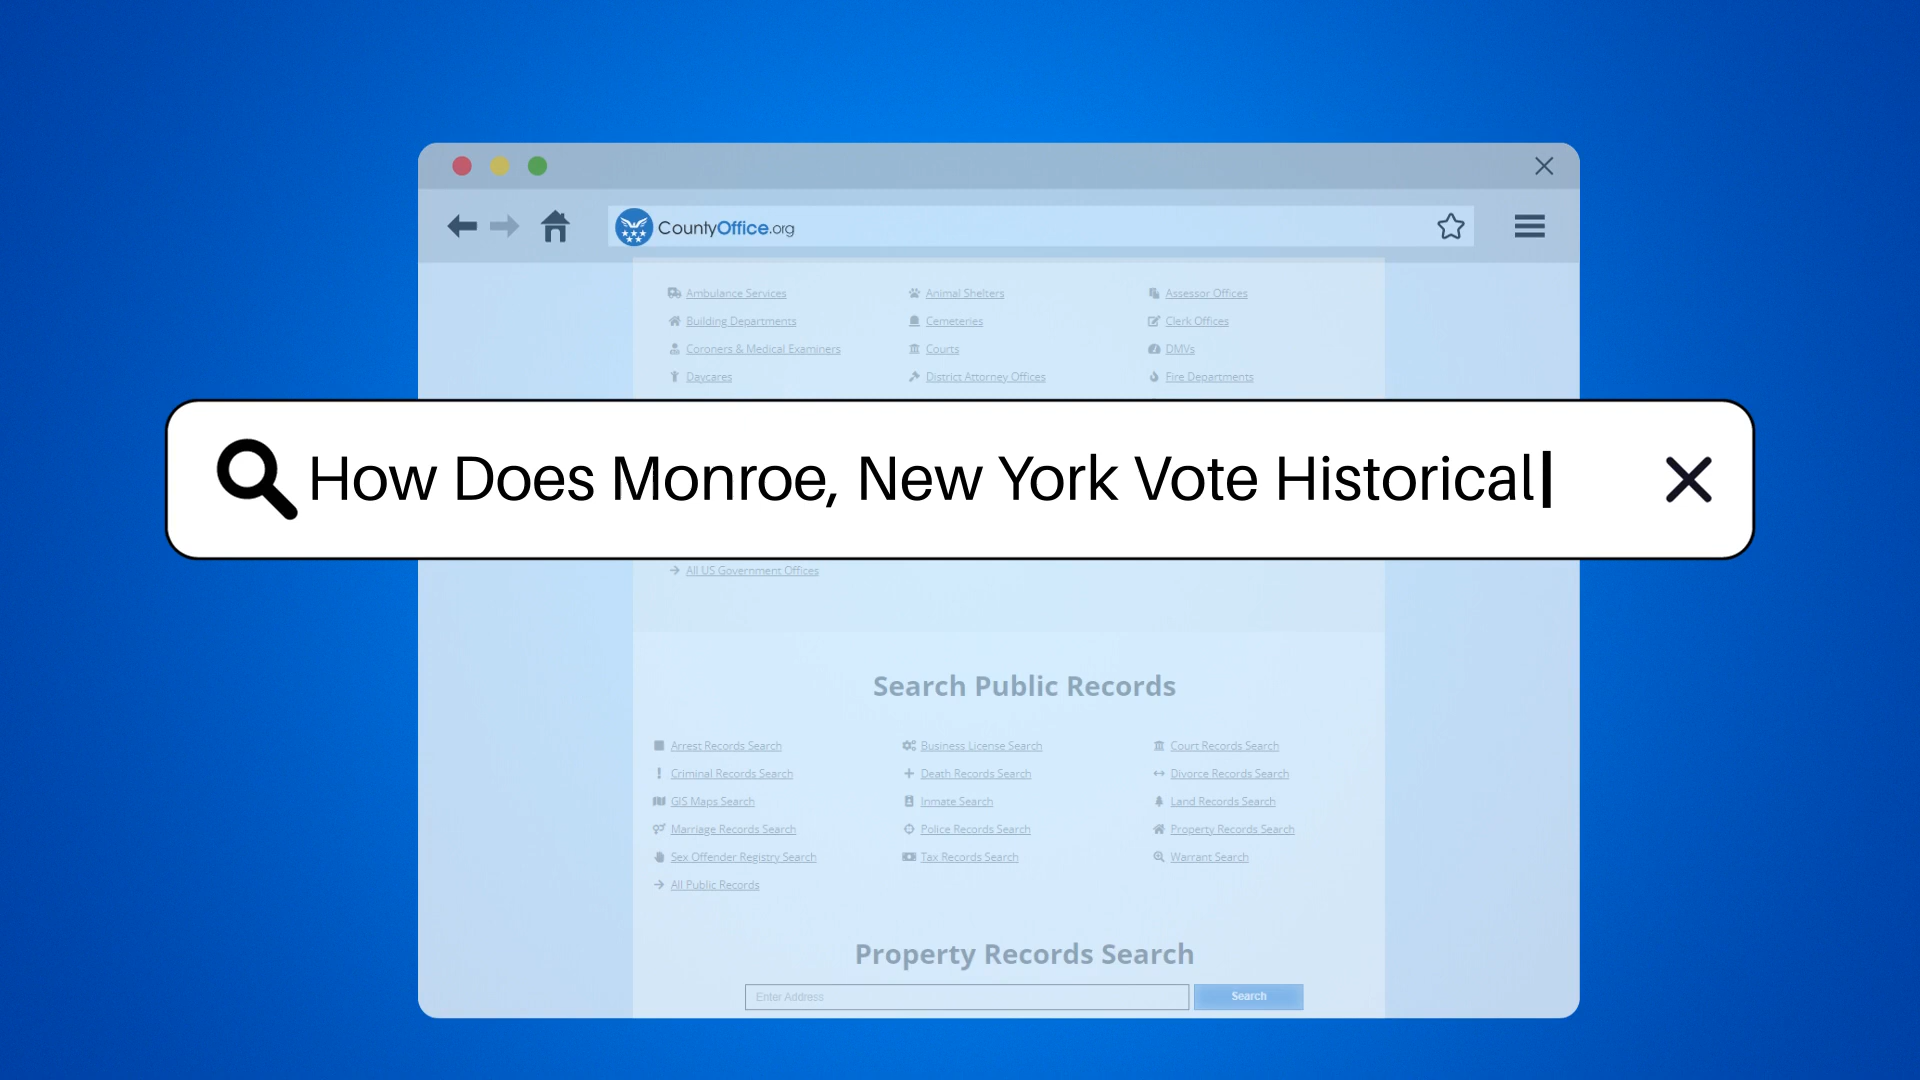 CountyOffice.org
Ambulance Services Animal Shelters Assessor Offices
Building Departments Cemeteries Clerk Offices
Coroners & Medical Examiners Courts DMVs
Daycares District Attorney Offices Fire Departments
How Does Monroe, New York Vote Historical
All US Government Offices
Search Public Records
Arrest Records Search Business License Search Court Records Search
Criminal Records Search Death Records Search Divorce Records Search
GIS Maps Search Inmate Search Land Records Search
Marriage Records Search Police Records Search Property Records Search
Sex Offender Registry Search Tax Records Search Warrant Search
All Public Records
Property Records Search
Enter Address Search